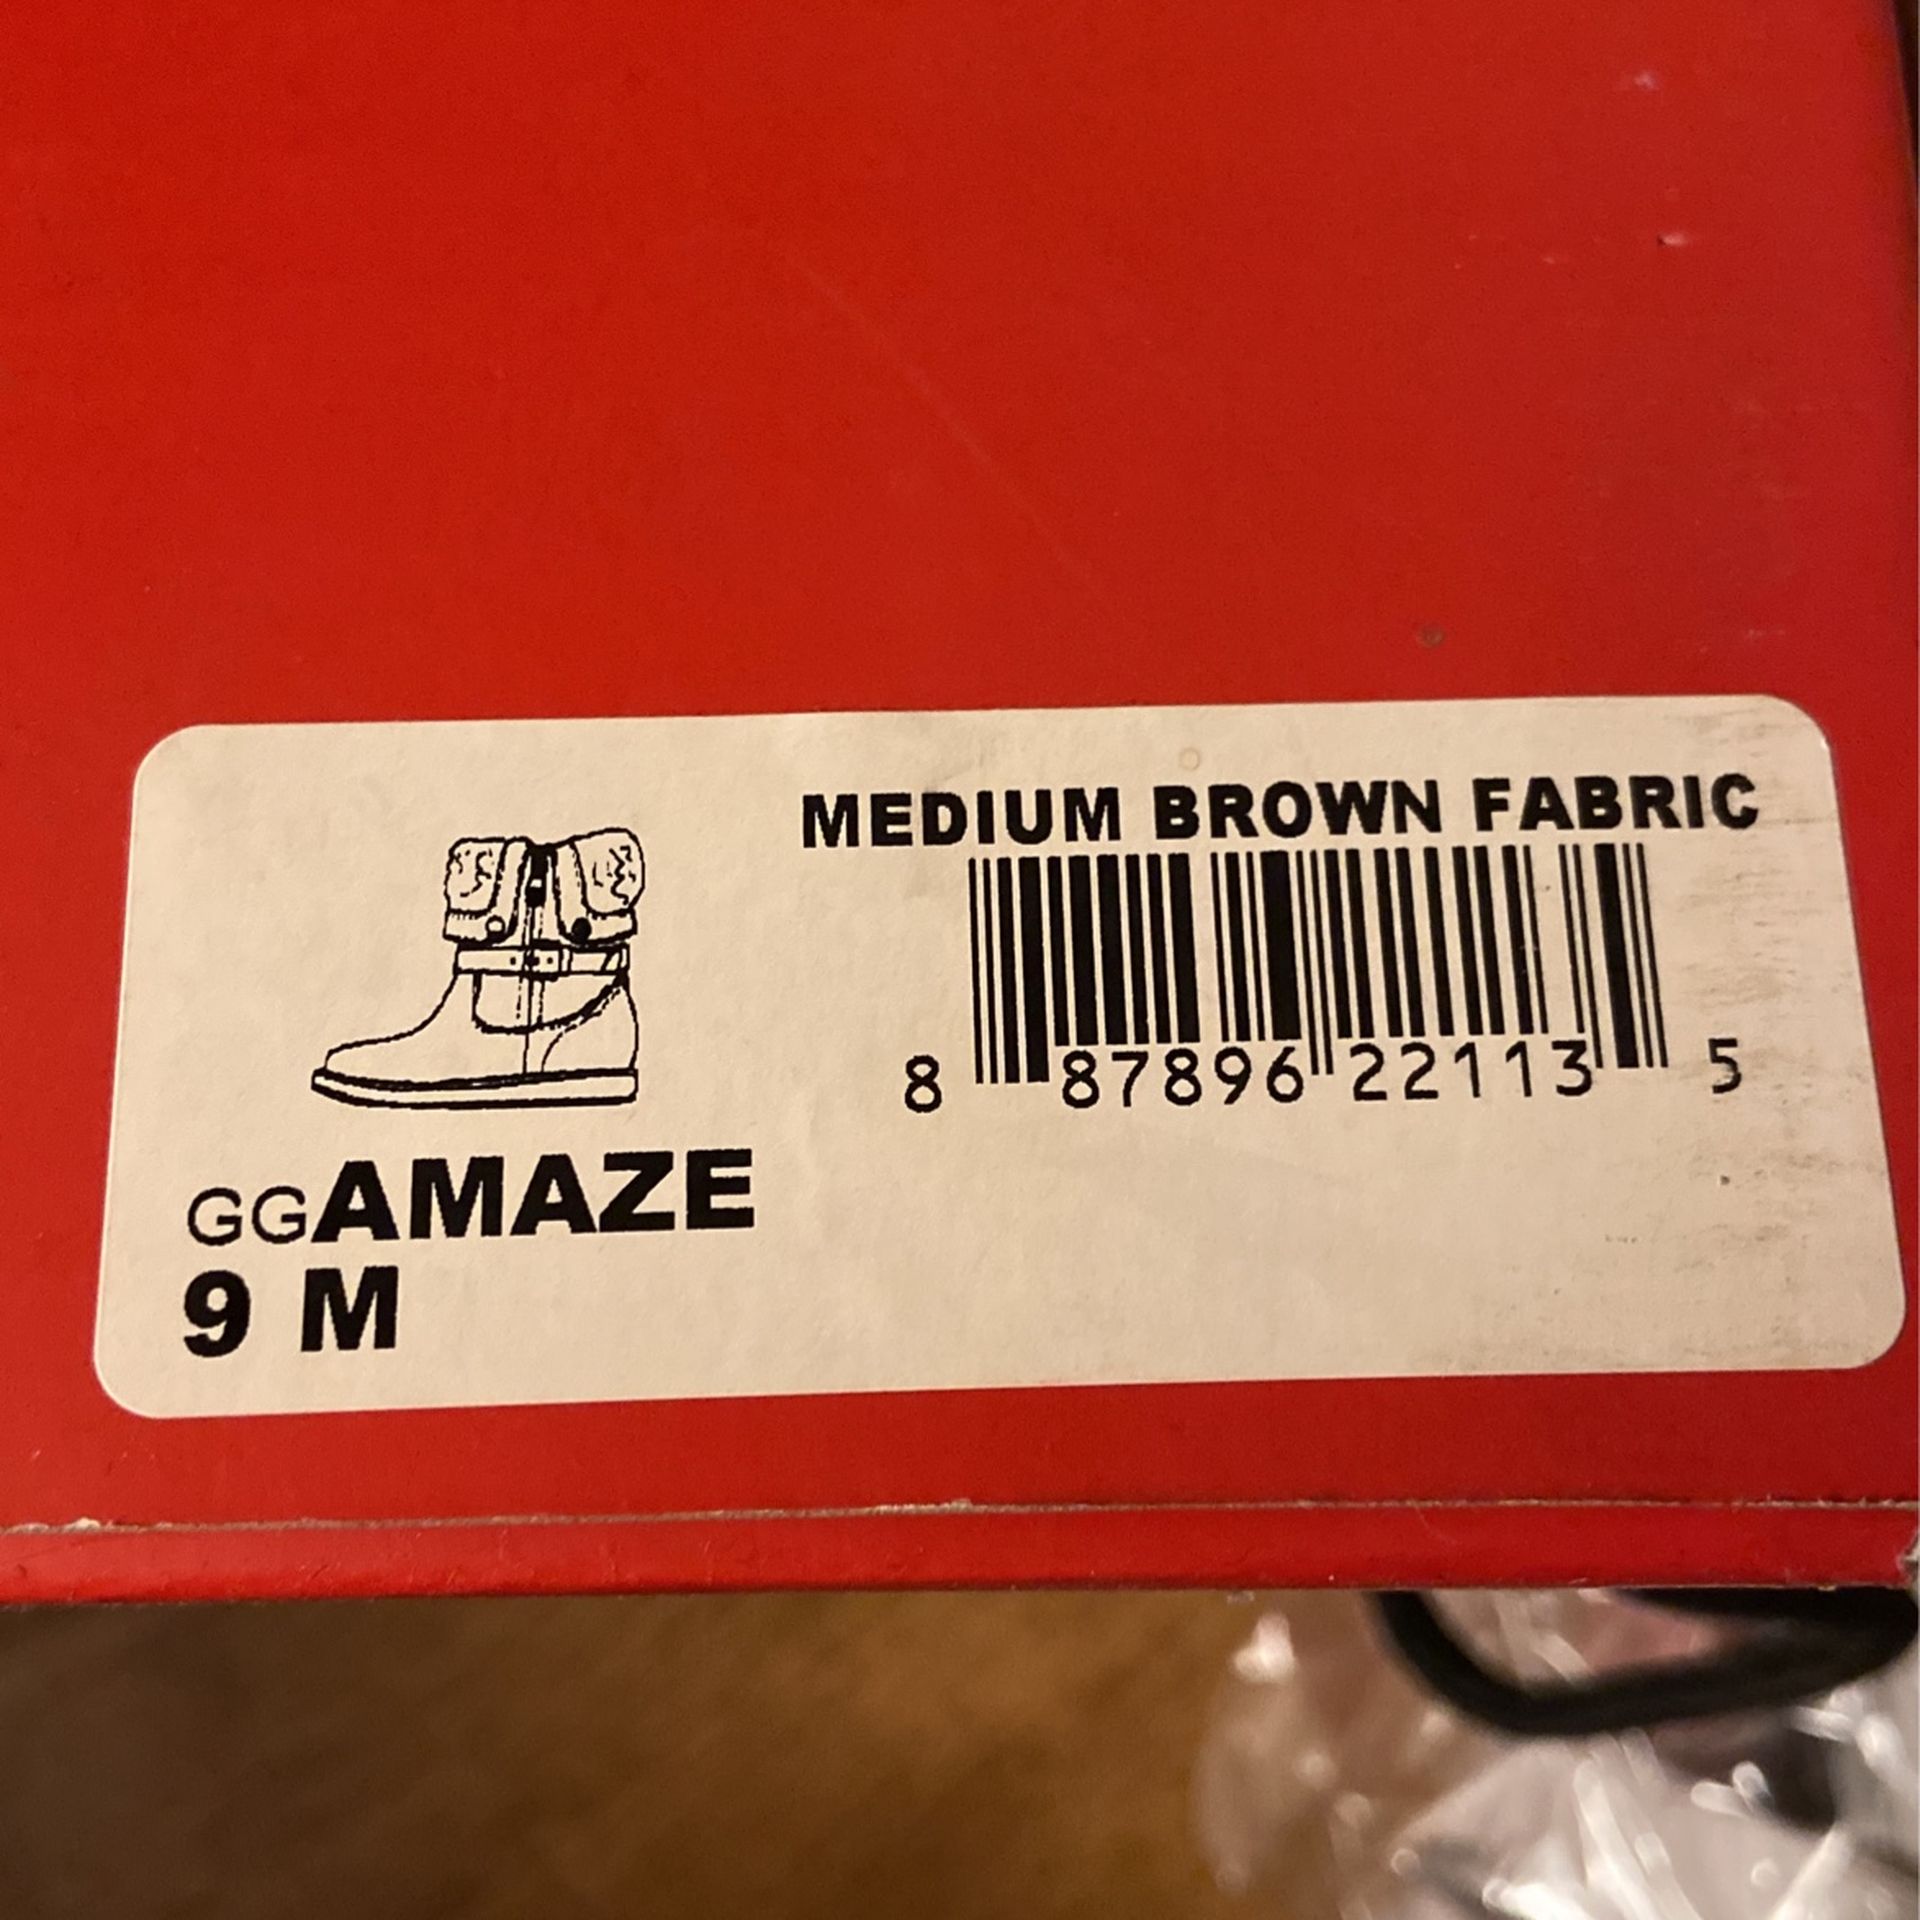 MEDIUM BROWN FABRIC
8 87896 22113 5
GGAMAZE
9 M